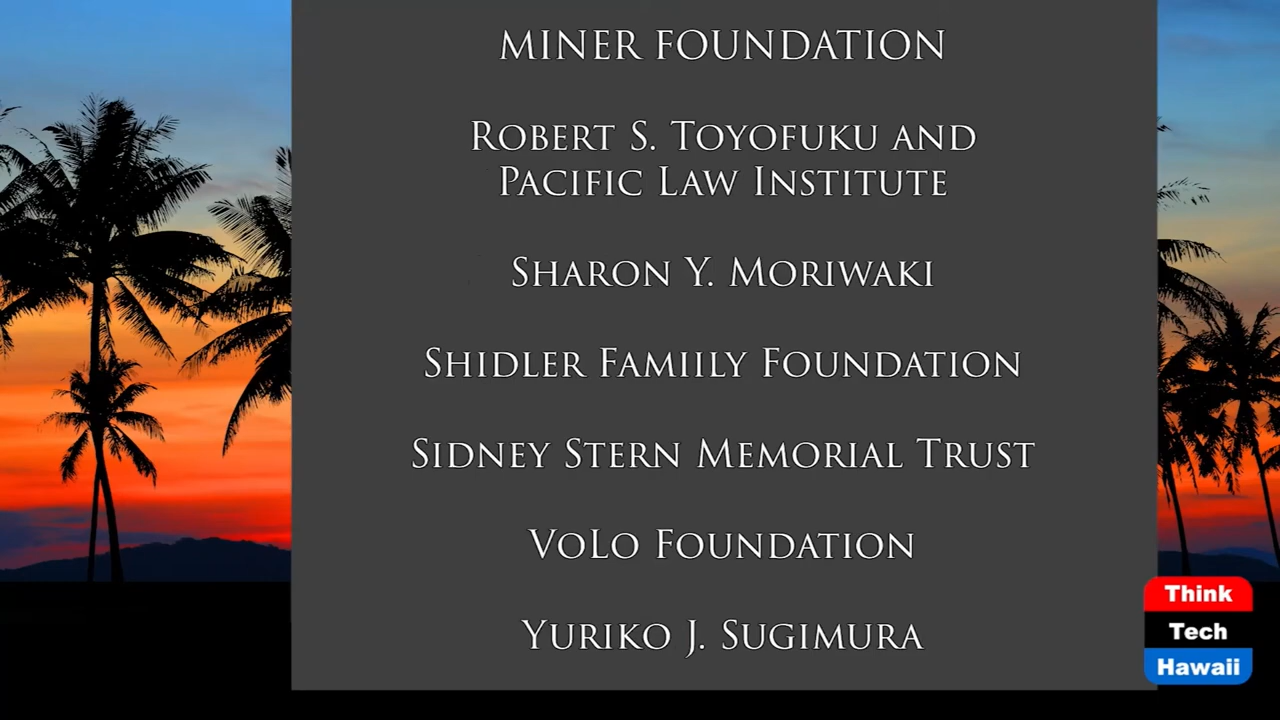 MINER FOUNDATION
ROBERT S. TOYOFUKU AND
PACIFIC LAW INSTITUTE
SHARON Y. MORIWAKI
SHIDLER FAMIILY FOUNDATION
SIDNEY STERN MEMORIAL TRUST
VOLO FOUNDATION
YURIKO J. SUGIMURA
Think
Tech
Hawaii